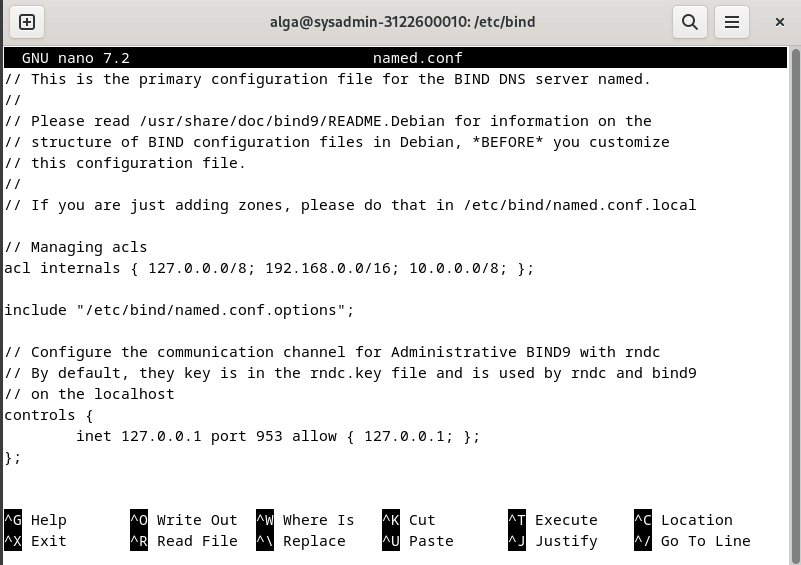 alga@sysadmin-3122600010: /etc/bind
GNU nano 7.2 named.conf
// This is the primary configuration file for the BIND DNS server named.
//
// Please read /usr/share/doc/bind9/README.Debian for information on the
// structure of BIND configuration files in Debian, *BEFORE* you customize
// this configuration file.
//
// If you are just adding zones, please do that in /etc/bind/named.conf.local

// Managing acls
acl internals { 127.0.0.0/8; 192.168.0.0/16; 10.0.0.0/8; };

include "/etc/bind/named.conf.options";

// Configure the communication channel for Administrative BIND9 with rndc
// By default, they key is in the rndc.key file and is used by rndc and bind9
// on the localhost
controls {
        inet 127.0.0.1 port 953 allow { 127.0.0.1; };
};

^G Help ^O Write Out ^W Where Is ^K Cut ^T Execute ^C Location
^X Exit ^R Read File ^\ Replace ^U Paste ^J Justify ^/ Go To Line